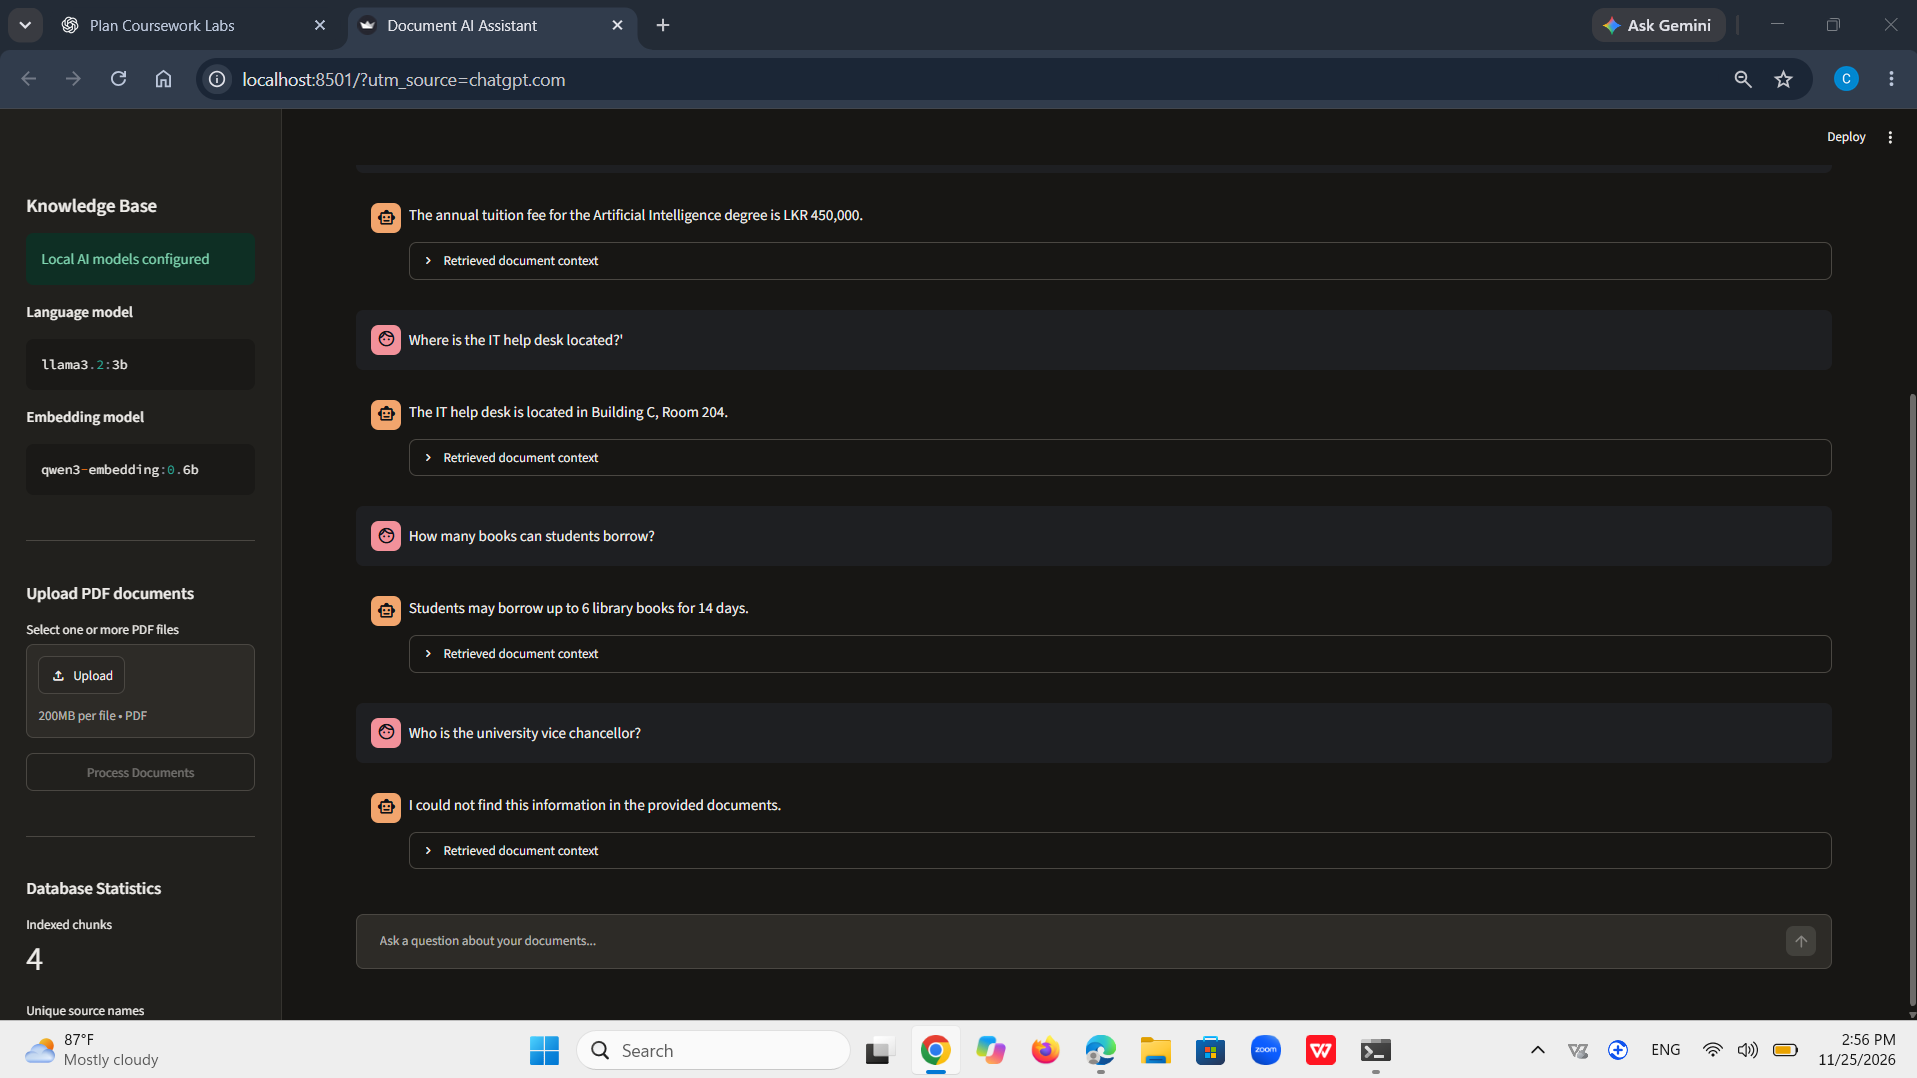 Plan Coursework Labs
Document AI Assistant
Ask Gemini
localhost:8501/?utm_source=chatgpt.com
C
Deploy
Knowledge Base
Local AI models configured
Language model
llama3.2:3b
Embedding model
qwen3-embedding:0.6b
Upload PDF documents
Select one or more PDF files
Upload
200MB per file • PDF
Process Documents
Database Statistics
Indexed chunks
4
Unique source names
The annual tuition fee for the Artificial Intelligence degree is LKR 450,000.
Retrieved document context
Where is the IT help desk located?'
The IT help desk is located in Building C, Room 204.
Retrieved document context
How many books can students borrow?
Students may borrow up to 6 library books for 14 days.
Retrieved document context
Who is the university vice chancellor?
I could not find this information in the provided documents.
Retrieved document context
Ask a question about your documents...
87°F
Mostly cloudy
Search
zoom
W
ENG
2:56 PM
11/25/2026